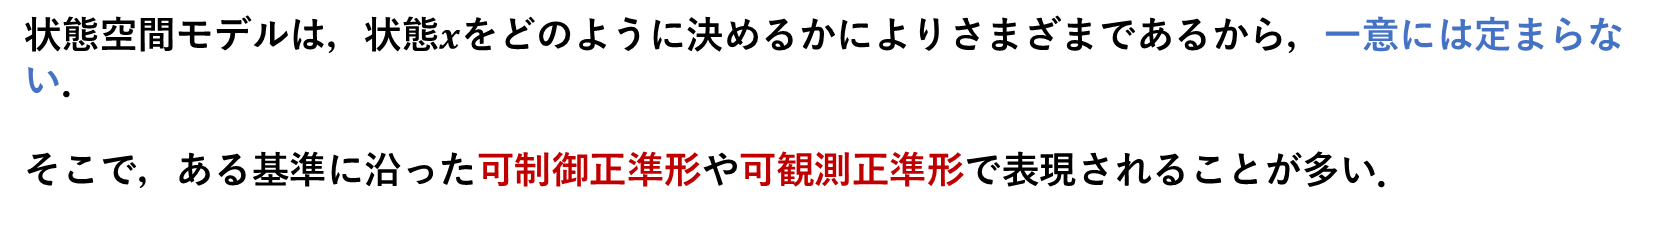 状態空間モデルは，状態xをどのように決めるかによりさまざまであるから，一意には定まらな
い．
そこで，ある基準に沿った可制御正準形や可観測正準形で表現されることが多い．